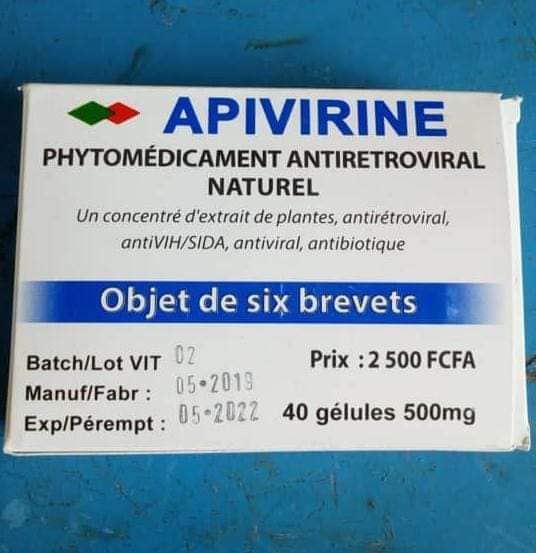 APIVIRINE
PHYTOMÉDICAMENT ANTIRETROVIRAL
NATUREL
Un concentré d'extrait de plantes, antirétroviral,
antiVIH/SIDA, antiviral, antibiotique
Objet de six brevets
Batch/Lot VIT 02
Manuf/Fabr : 05•2019
Exp/Pérempt : 05•2022
Prix : 2 500 FCFA
40 gélules 500mg